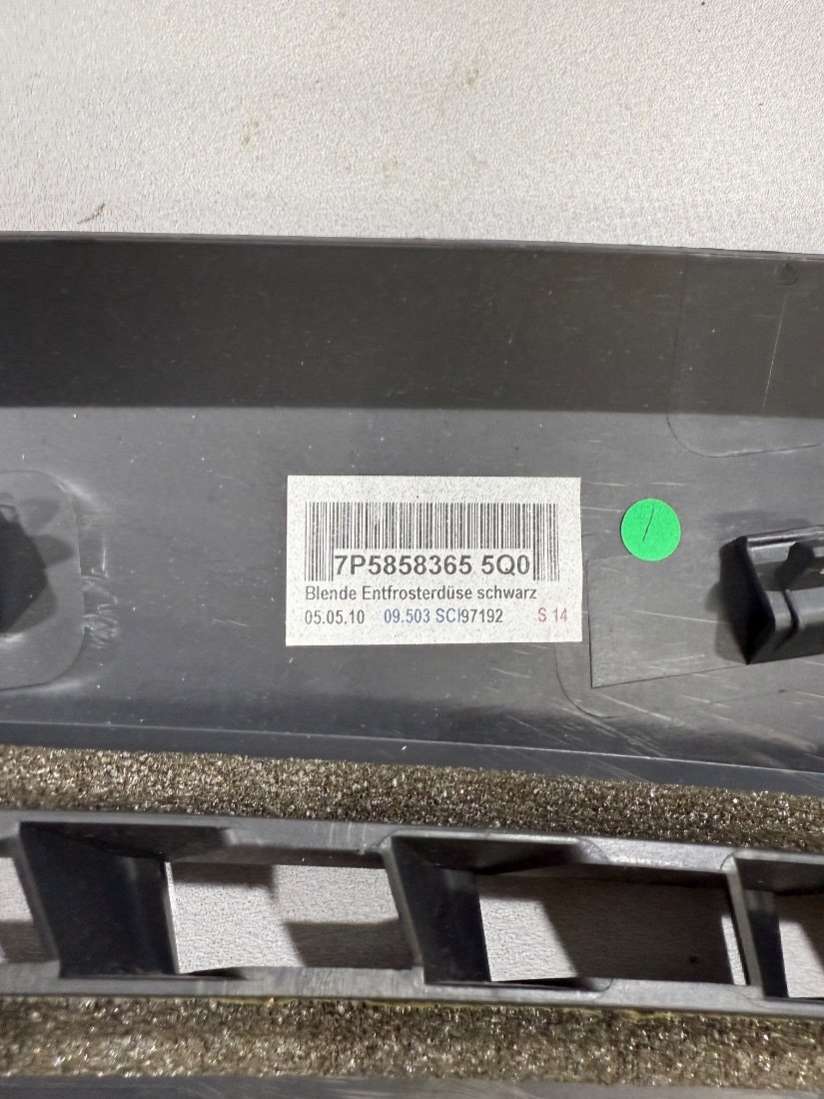 7P5858365 5Q0
Blende Entfrosterdüse schwarz
05.05.10 09.503 SCI97192 S 14